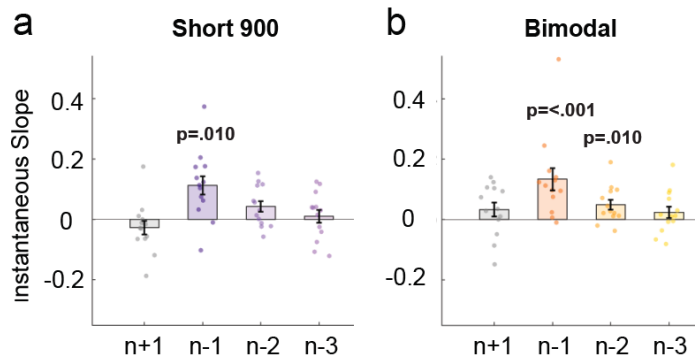 a
Short 900
Instantaneous Slope
0.4
0.2
0
-0.2
p=.010
n+1
n-1
n-2
n-3
b
Bimodal
0.4
0.2
0
-0.2
p=<.001
p=.010
n+1
n-1
n-2
n-3